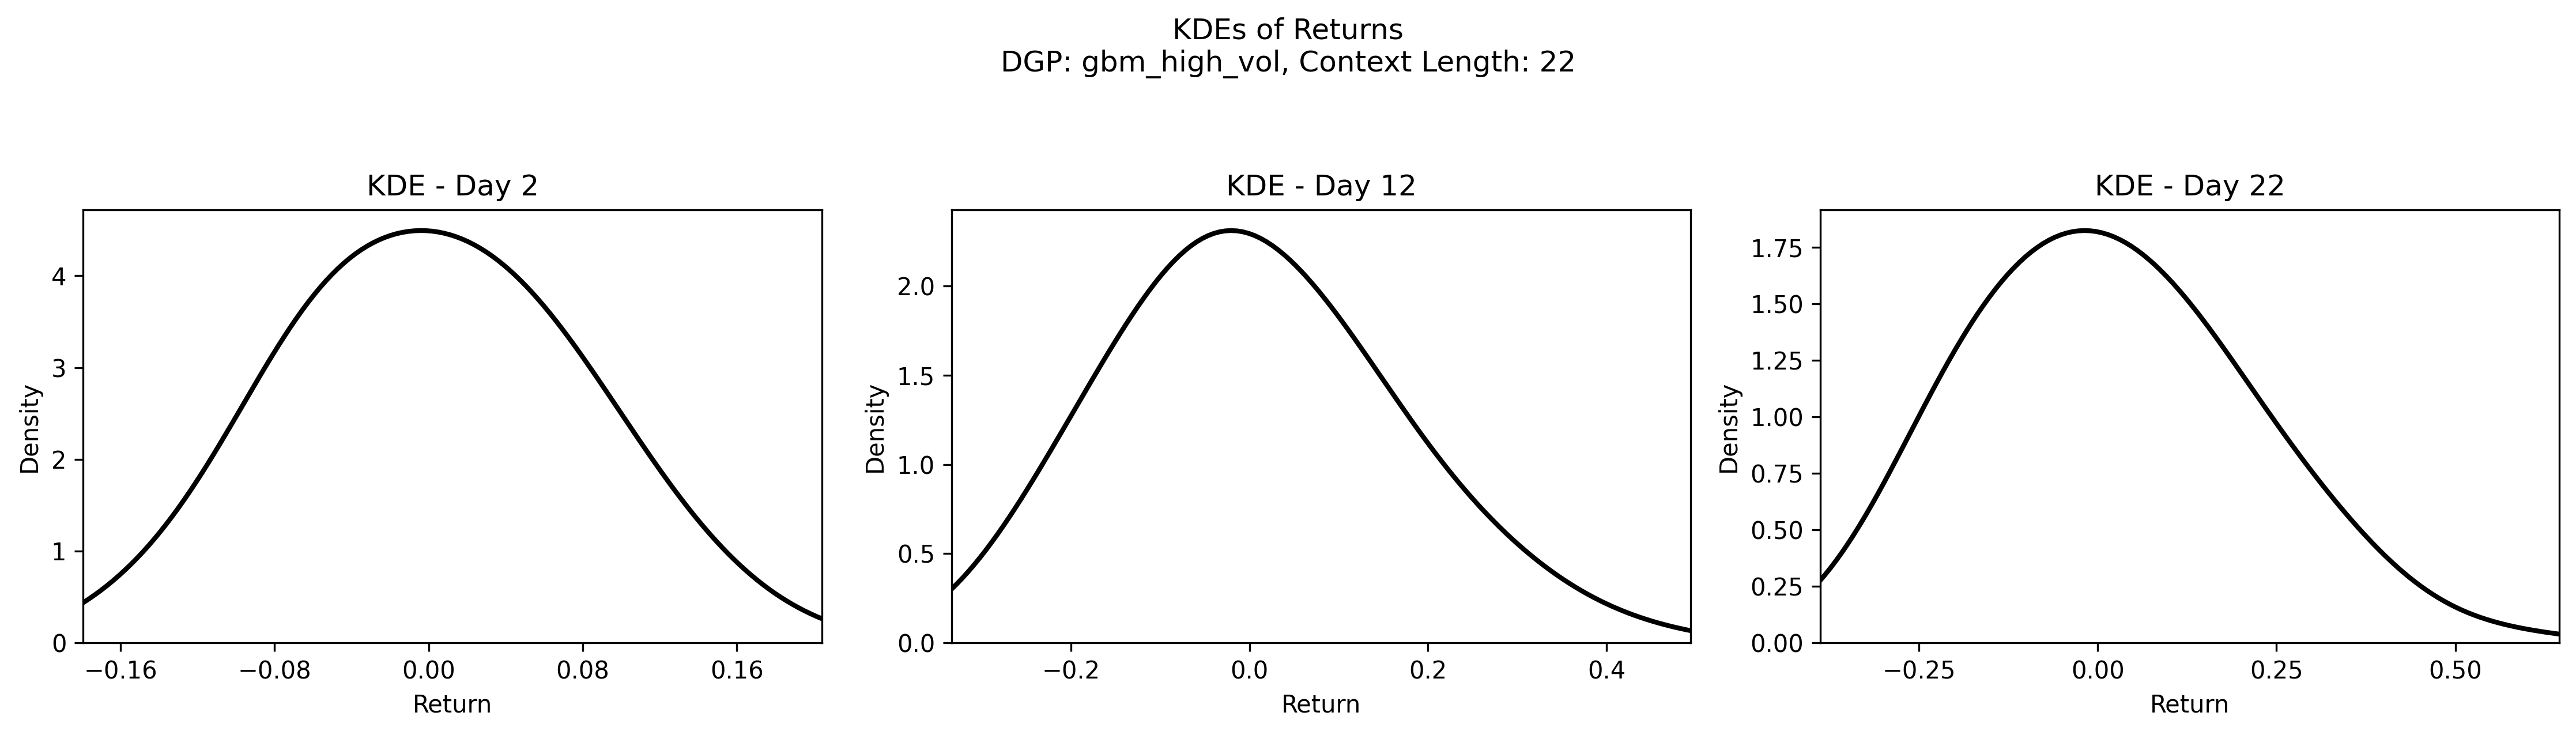 KDEs of Returns
DGP: gbm_high_vol, Context Length: 22
KDE - Day 2
Density
4
3
2
1
0
−0.16 −0.08 0.00 0.08 0.16
Return
KDE - Day 12
Density
2.0
1.5
1.0
0.5
0.0
−0.2 0.0 0.2 0.4
Return
KDE - Day 22
Density
1.75
1.50
1.25
1.00
0.75
0.50
0.25
0.00
−0.25 0.00 0.25 0.50
Return